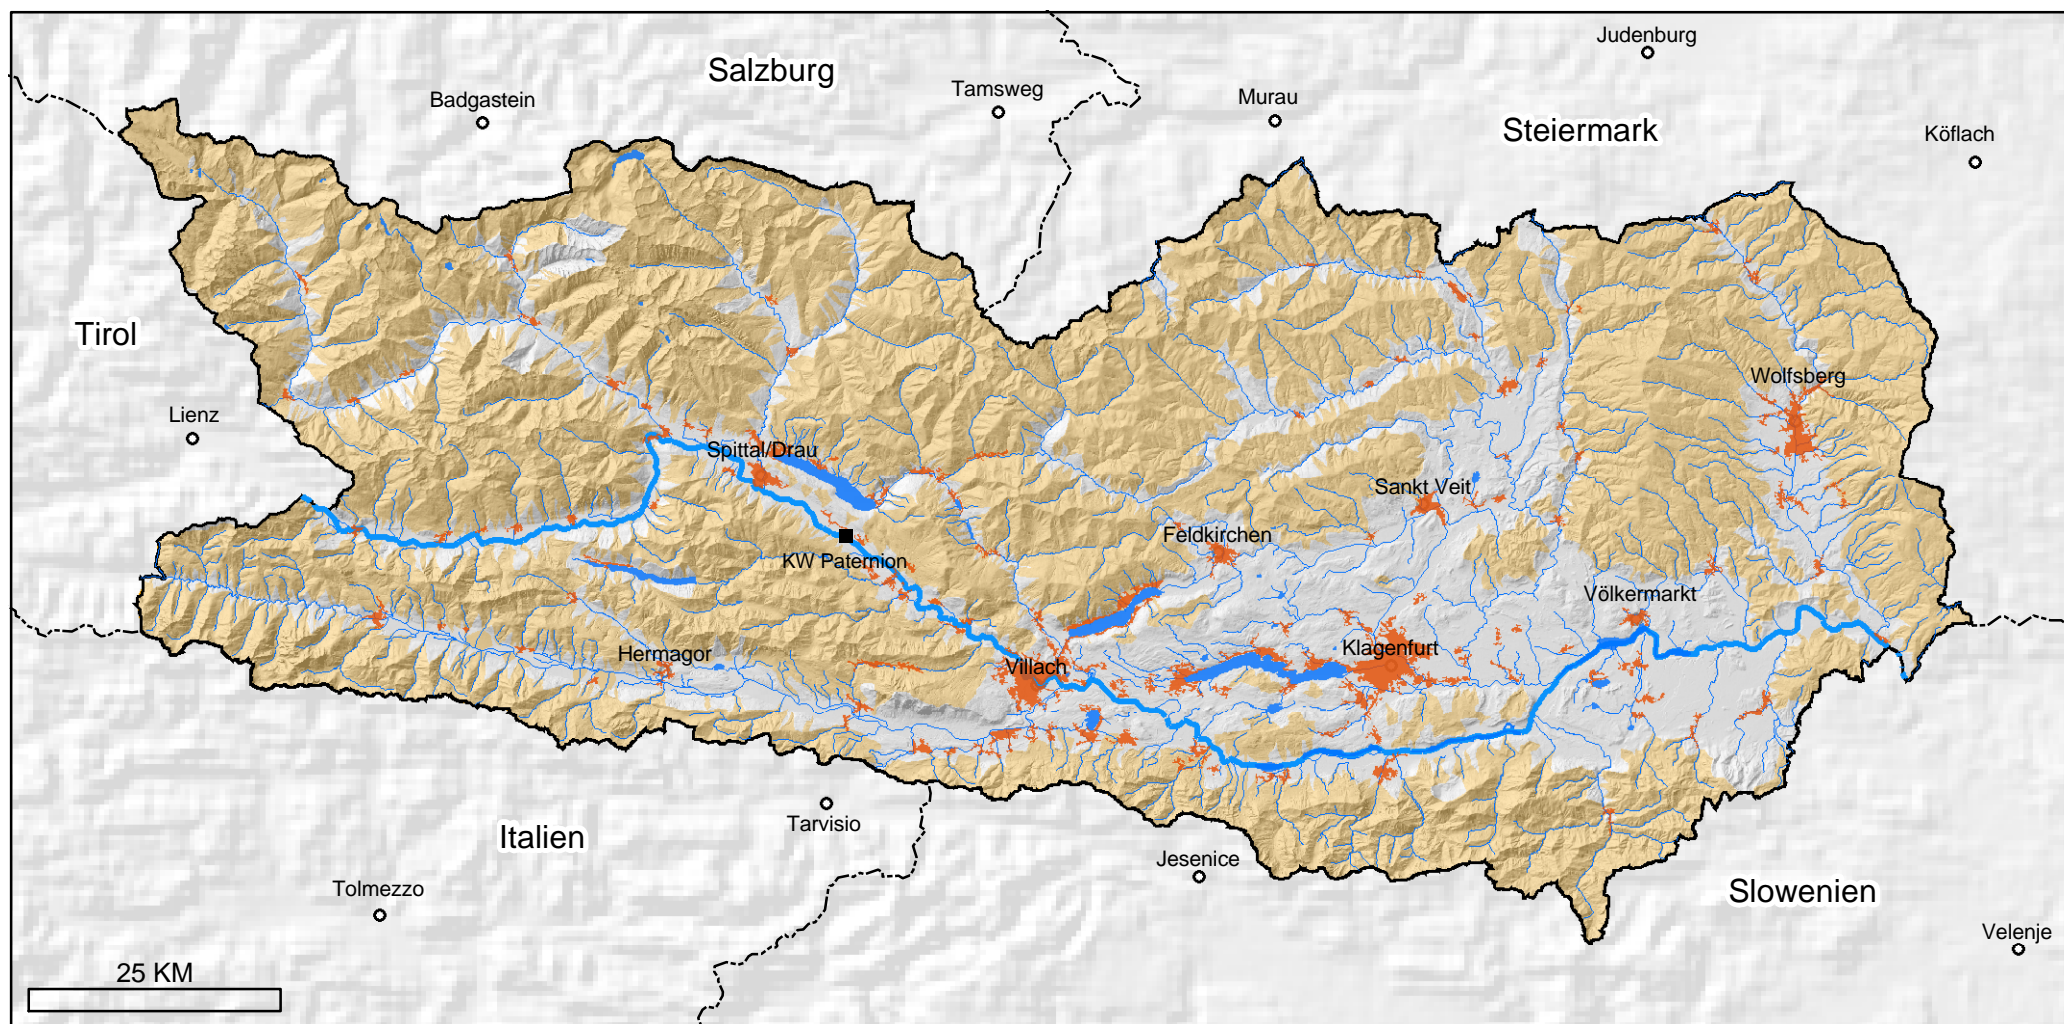 Judenburg
Salzburg
Badgastein
Tamsweg
Murau
Steiermark
Köflach
Tirol
Wolfsberg
Lienz
Spittal/Drau
Sankt Veit
Feldkirchen
KW Paternion
Völkermarkt
Hermagor
Villach
Klagenfurt
Tarvisio
Italien
Jesenice
Tolmezzo
Slowenien
Velenje
25 KM